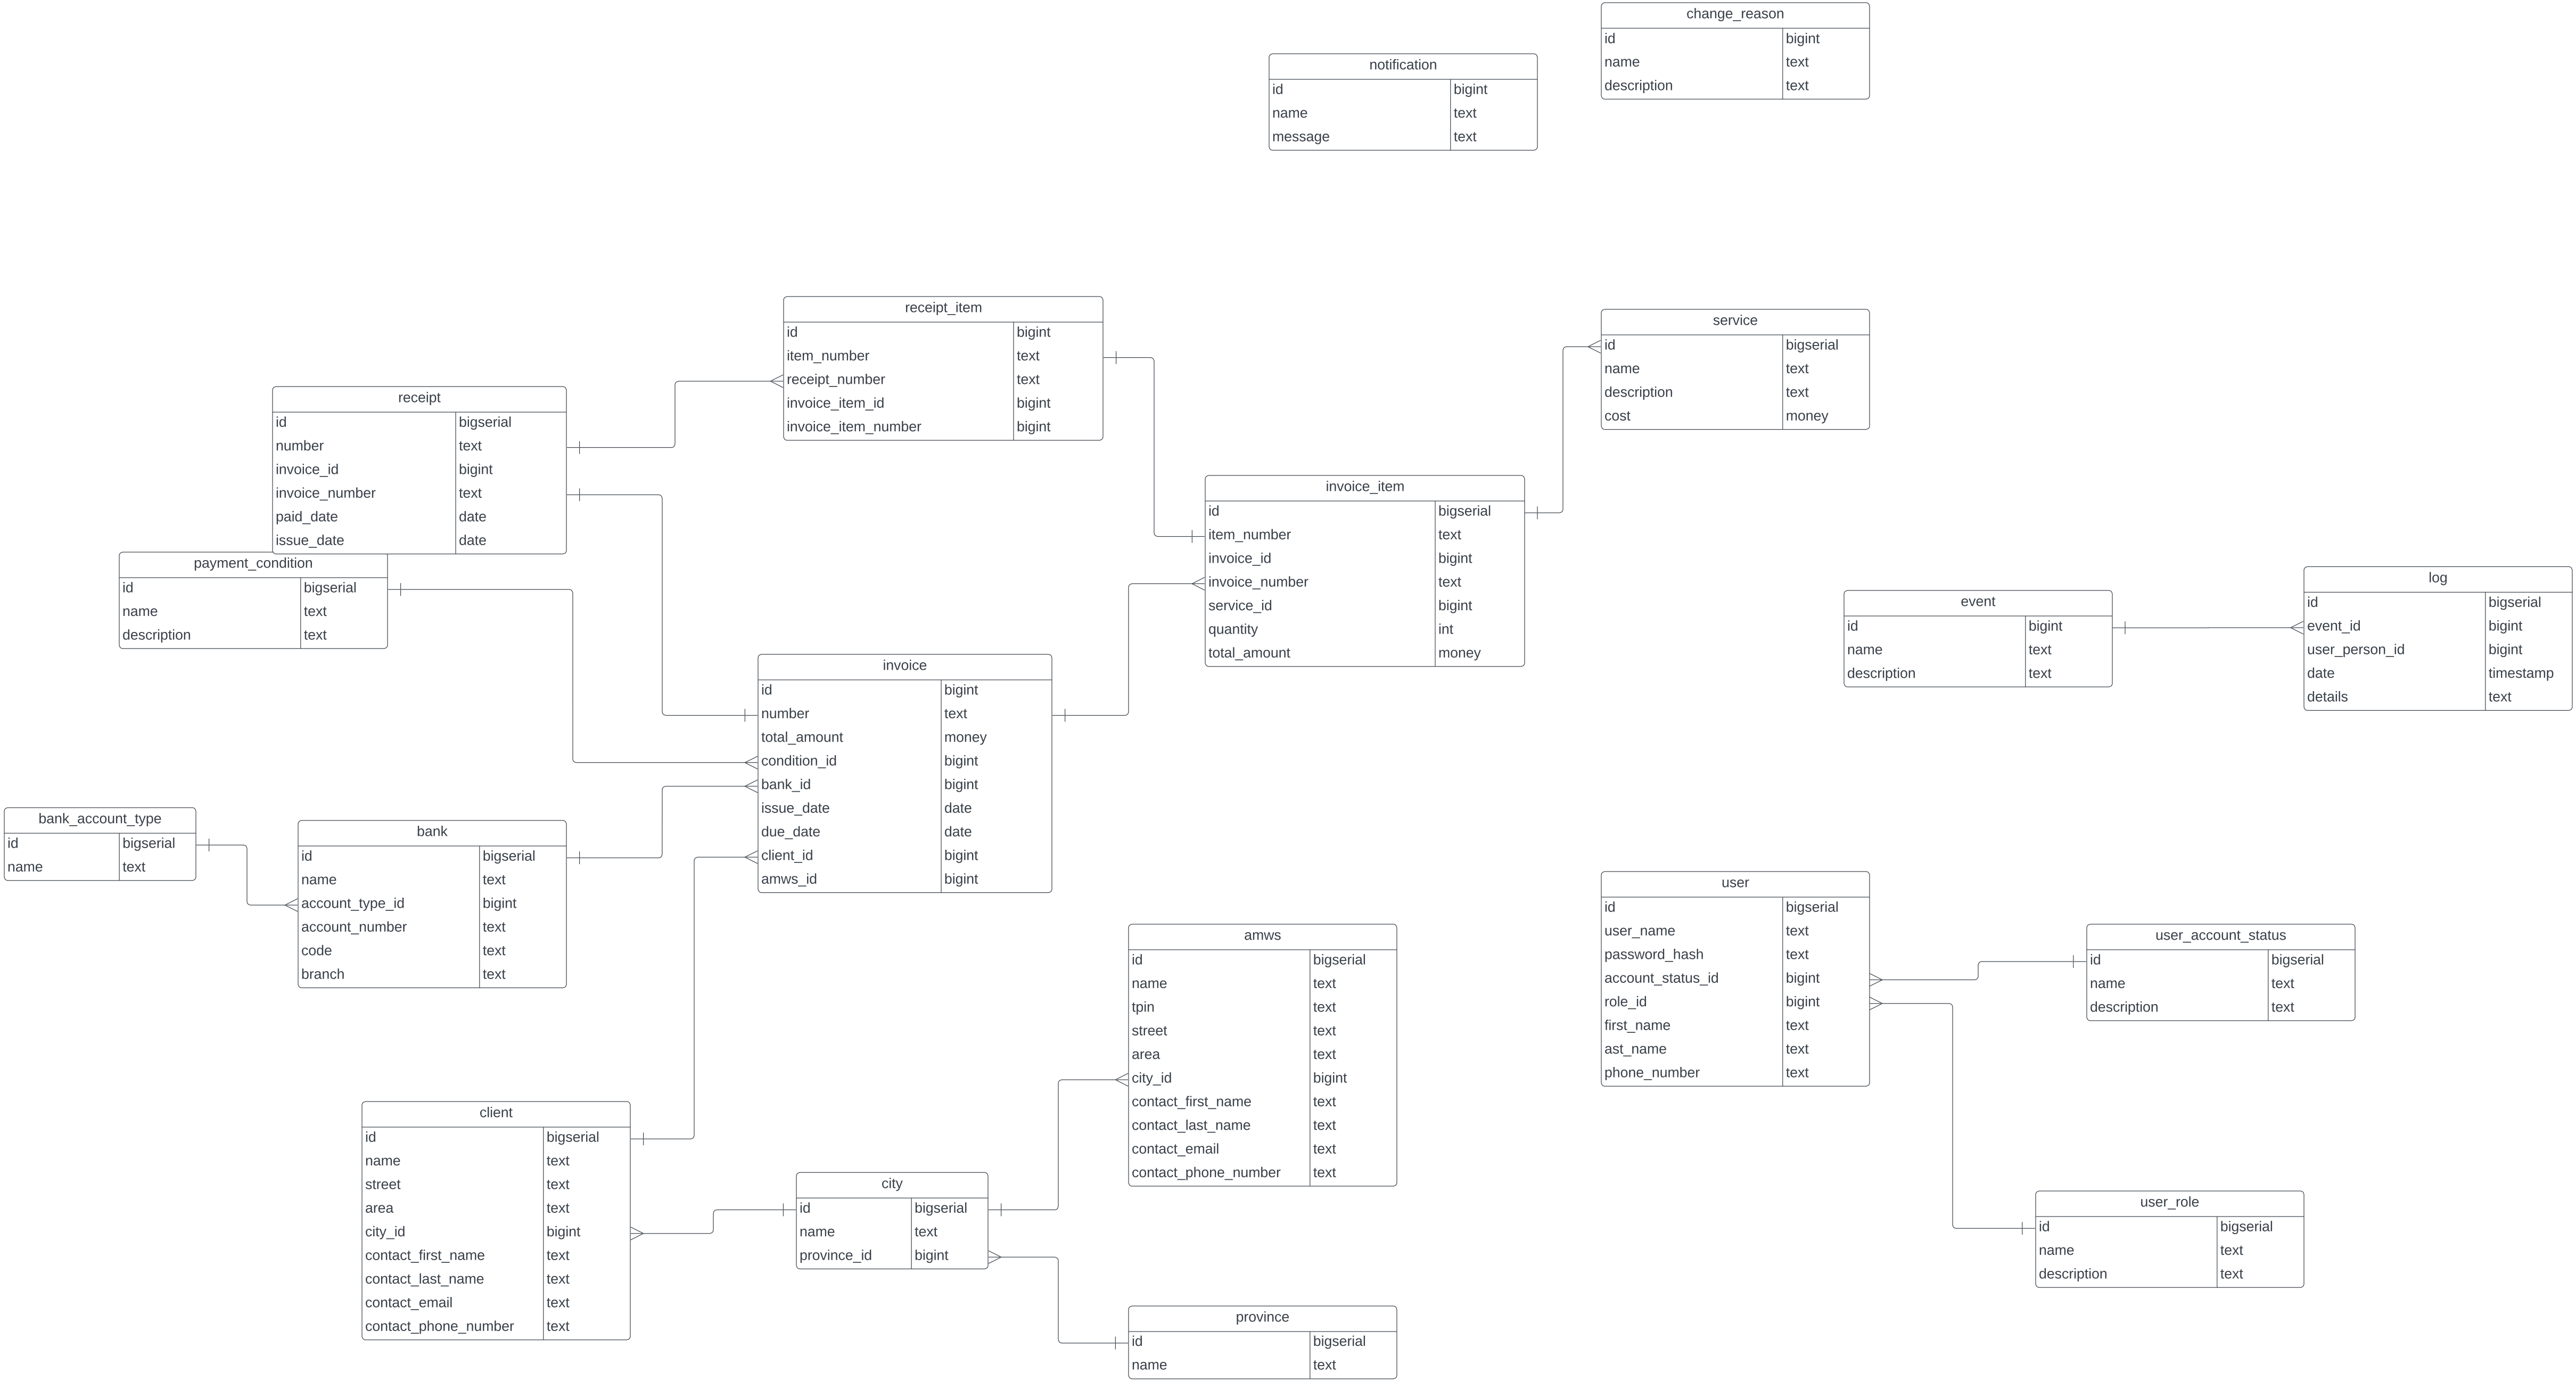 change_reason
id bigint
name text
description text
notification
id bigint
name text
message text
receipt_item
id bigint
item_number text
receipt_number text
invoice_item_id bigint
invoice_item_number bigint
service
id bigserial
name text
description text
cost money
receipt
id bigserial
number text
invoice_id bigint
invoice_number text
paid_date date
issue_date date
payment_condition
id bigserial
name text
description text
invoice_item
id bigserial
item_number text
invoice_id bigint
invoice_number text
service_id bigint
quantity int
total_amount money
event
id bigint
name text
description text
log
id bigserial
event_id bigint
user_person_id bigint
date timestamp
details text
invoice
id bigint
number text
total_amount money
condition_id bigint
bank_id bigint
issue_date date
due_date date
client_id bigint
amws_id bigint
bank_account_type
id bigserial
name text
bank
id bigserial
name text
account_type_id bigint
account_number text
code text
branch text
amws
id bigserial
name text
tpin text
street text
area text
city_id bigint
contact_first_name text
contact_last_name text
contact_email text
contact_phone_number text
user
id bigserial
user_name text
password_hash text
account_status_id bigint
role_id bigint
first_name text
ast_name text
phone_number text
user_account_status
id bigserial
name text
description text
client
id bigserial
name text
street text
area text
city_id bigint
contact_first_name text
contact_last_name text
contact_email text
contact_phone_number text
city
id bigserial
name text
province_id bigint
user_role
id bigserial
name text
description text
province
id bigserial
name text